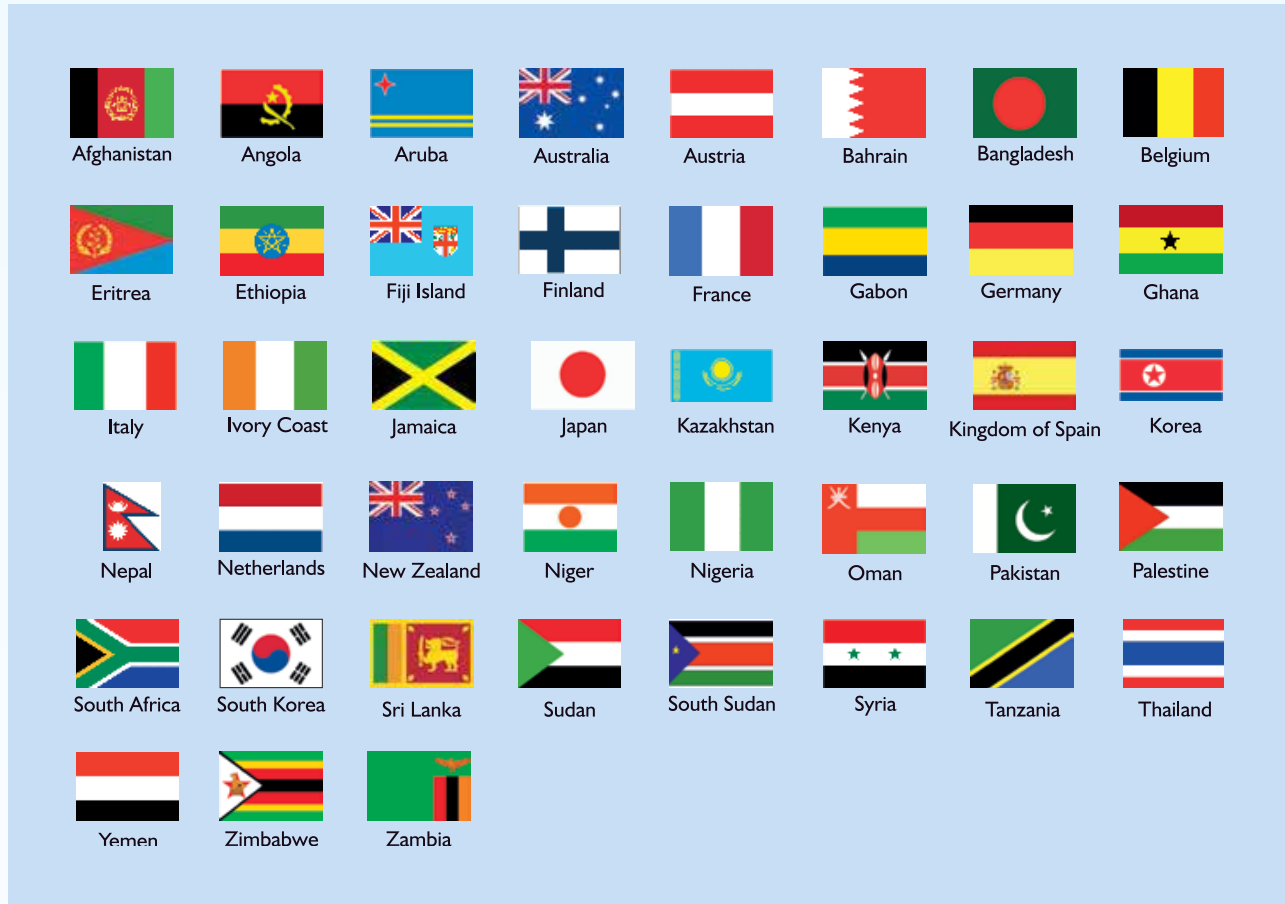 Afghanistan Angola Aruba Australia Austria Bahrain Bangladesh Belgium
Eritrea Ethiopia Fiji Island Finland France Gabon Germany Ghana
Italy Ivory Coast Jamaica Japan Kazakhstan Kenya Kingdom of Spain Korea
Nepal Netherlands New Zealand Niger Nigeria Oman Pakistan Palestine
South Africa South Korea Sri Lanka Sudan South Sudan Syria Tanzania Thailand
Yemen Zimbabwe Zambia